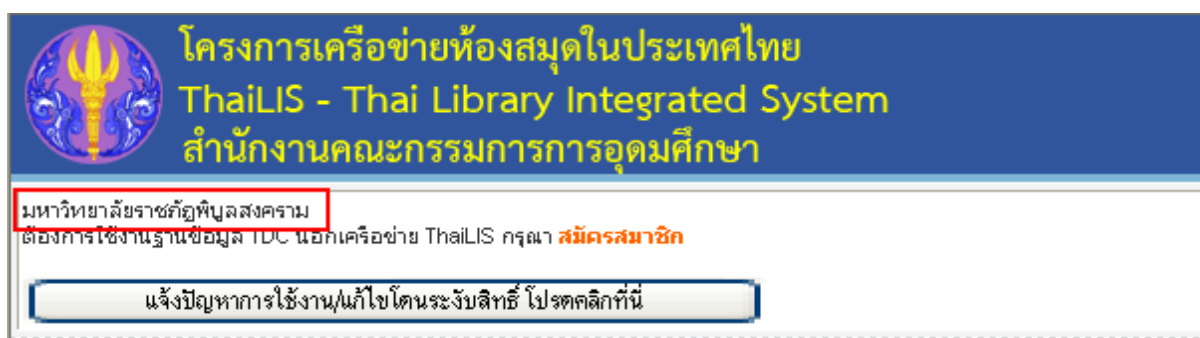 โครงการเครือข่ายห้องสมุดในประเทศไทย
ThaiLIS - Thai Library Integrated System
สำนักงานคณะกรรมการการอุดมศึกษา
มหาวิทยาลัยราชภัฏพิบูลสงคราม
ต้องการใช้งานฐานข้อมูล TDC นอกเครือข่าย ThaiLIS กรุณา สมัครสมาชิก
แจ้งปัญหาการใช้งาน/แก้ไขโดนระงับสิทธิ์ โปรดคลิกที่นี่